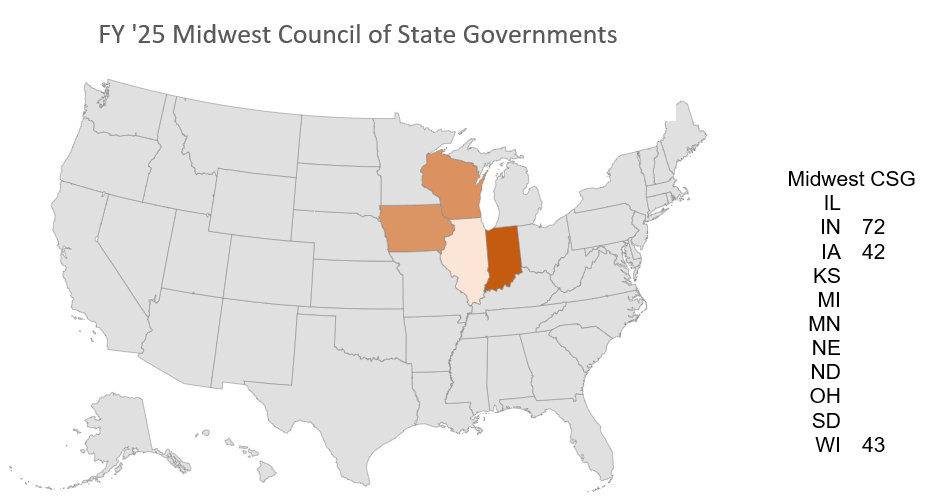 FY '25 Midwest Council of State Governments
Midwest CSG
IL
IN 72
IA 42
KS
MI
MN
NE
ND
OH
SD
WI 43